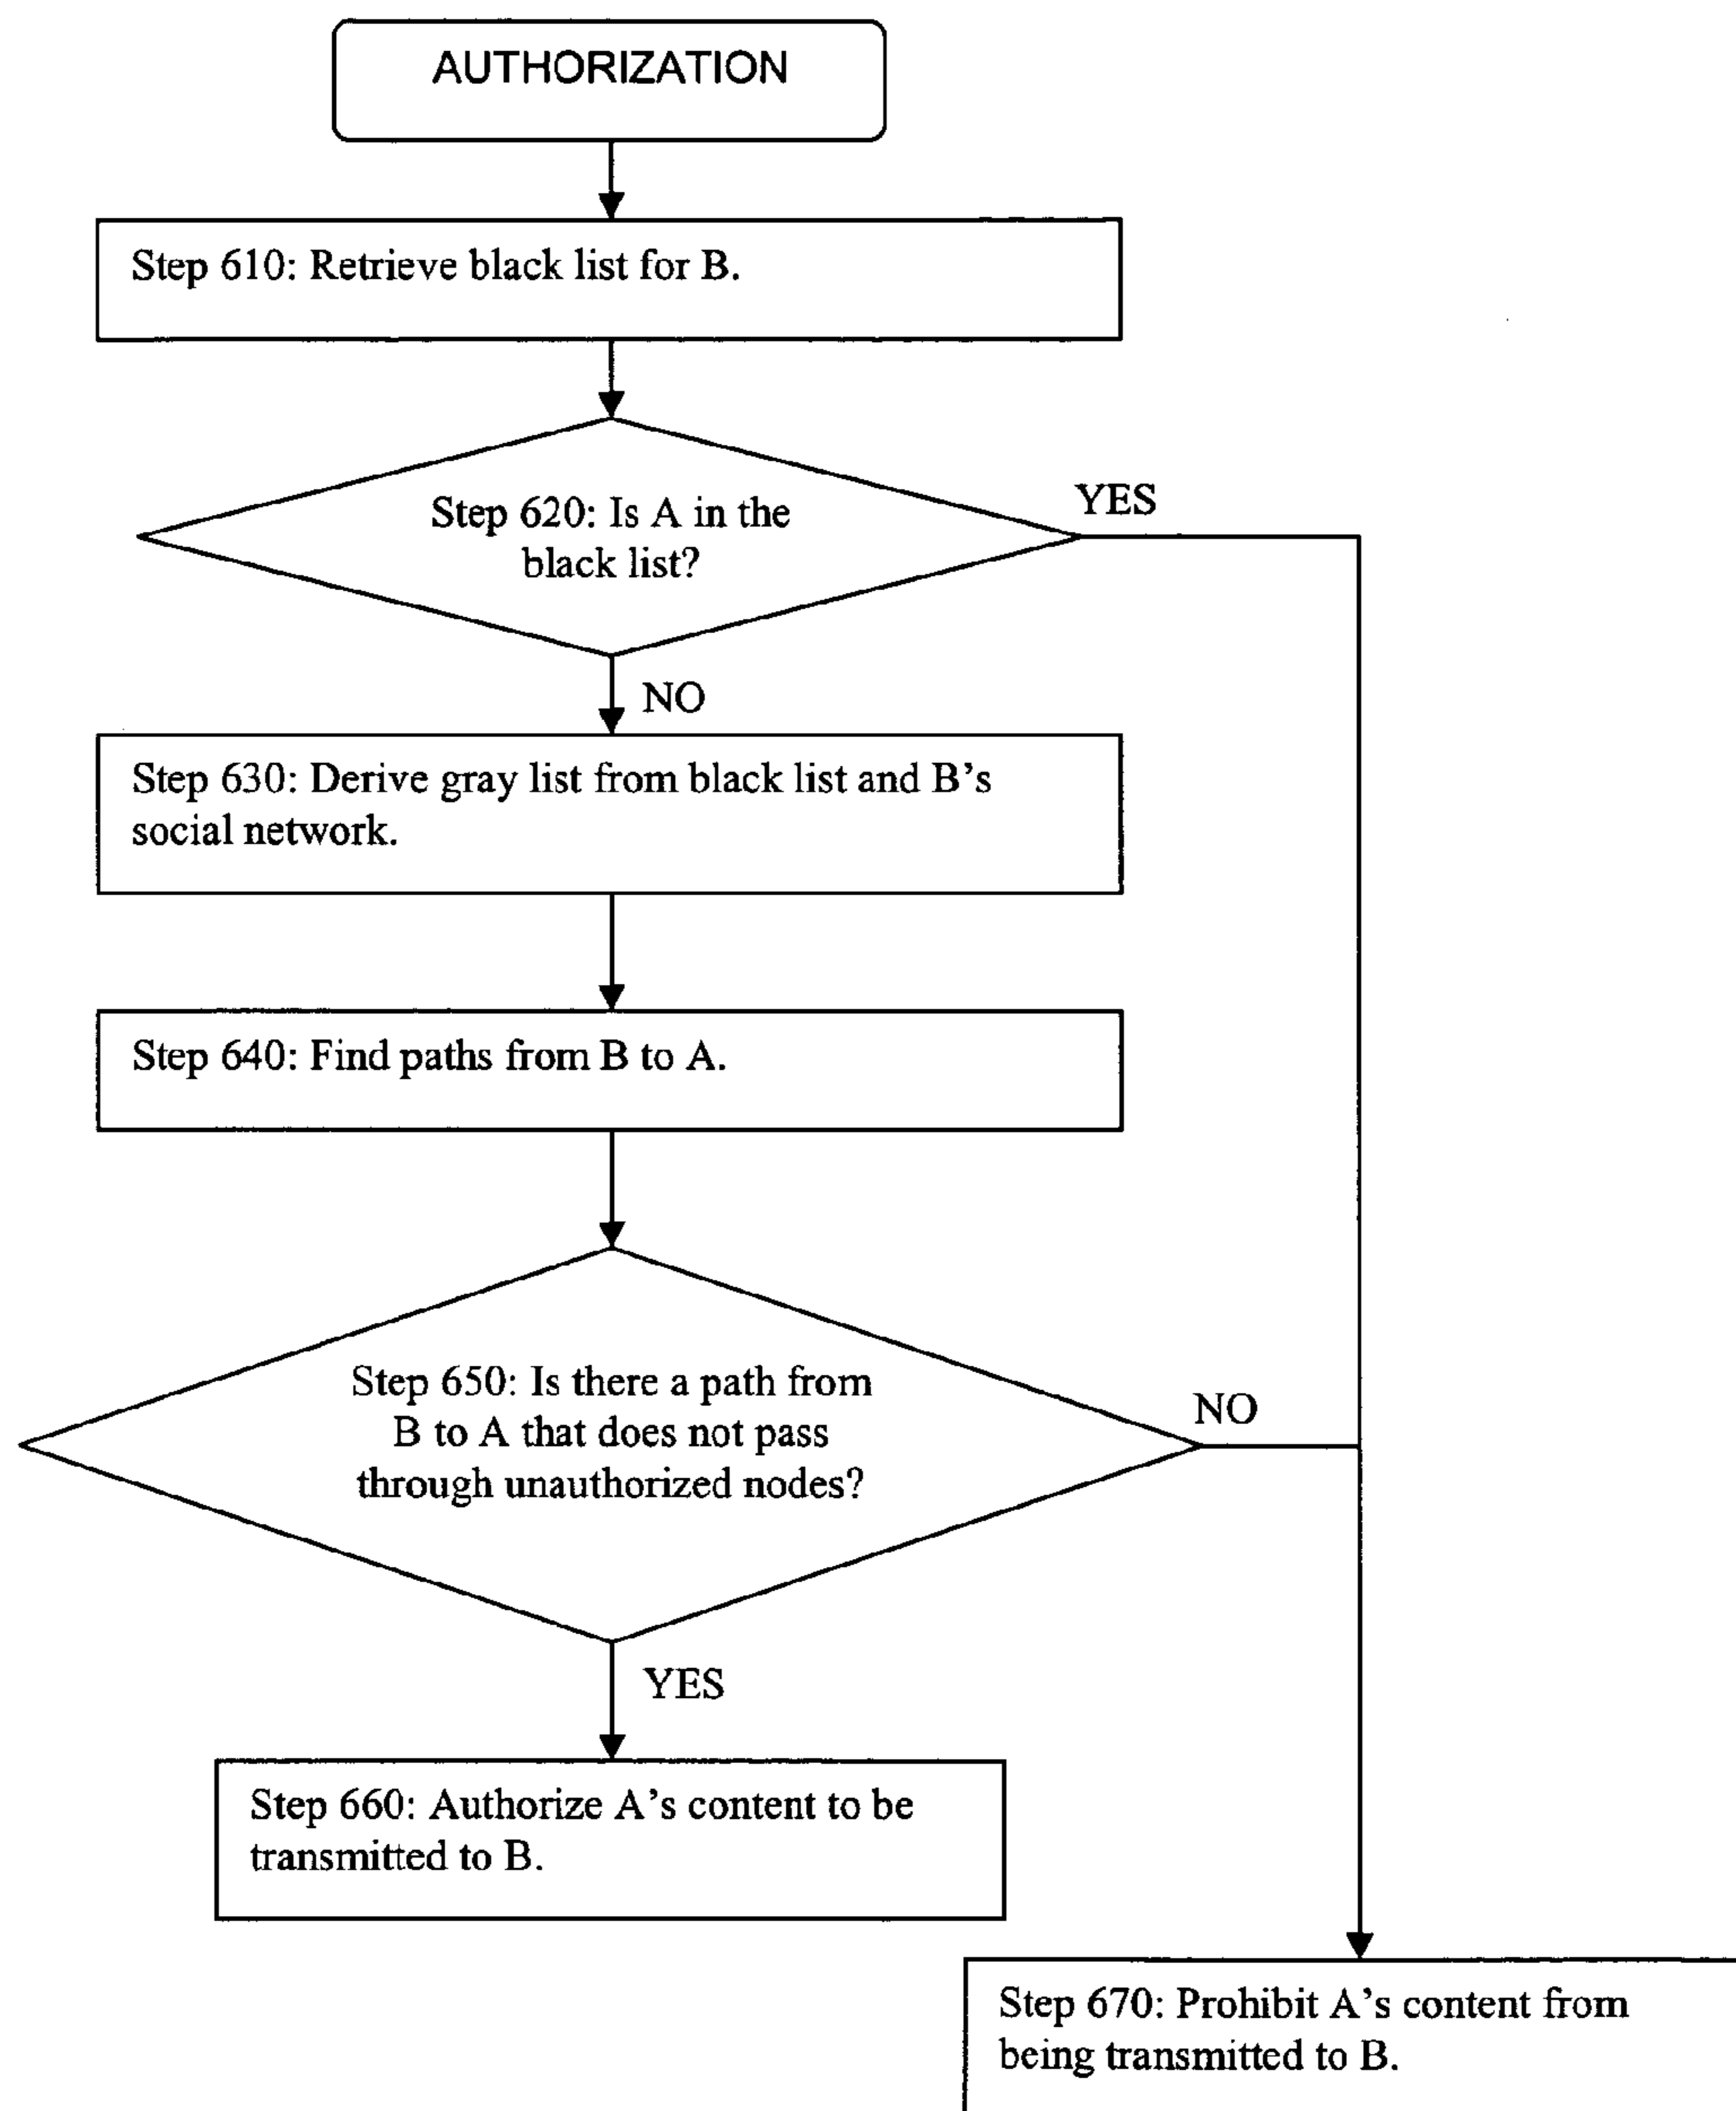 AUTHORIZATION
Step 610: Retrieve black list for B.
Step 620: Is A in the
black list?
YES
NO
Step 630: Derive gray list from black list and B's
social network.
Step 640: Find paths from B to A.
Step 650: Is there a path from
B to A that does not pass
through unauthorized nodes?
NO
YES
Step 660: Authorize A's content to be
transmitted to B.
Step 670: Prohibit A's content from
being transmitted to B.